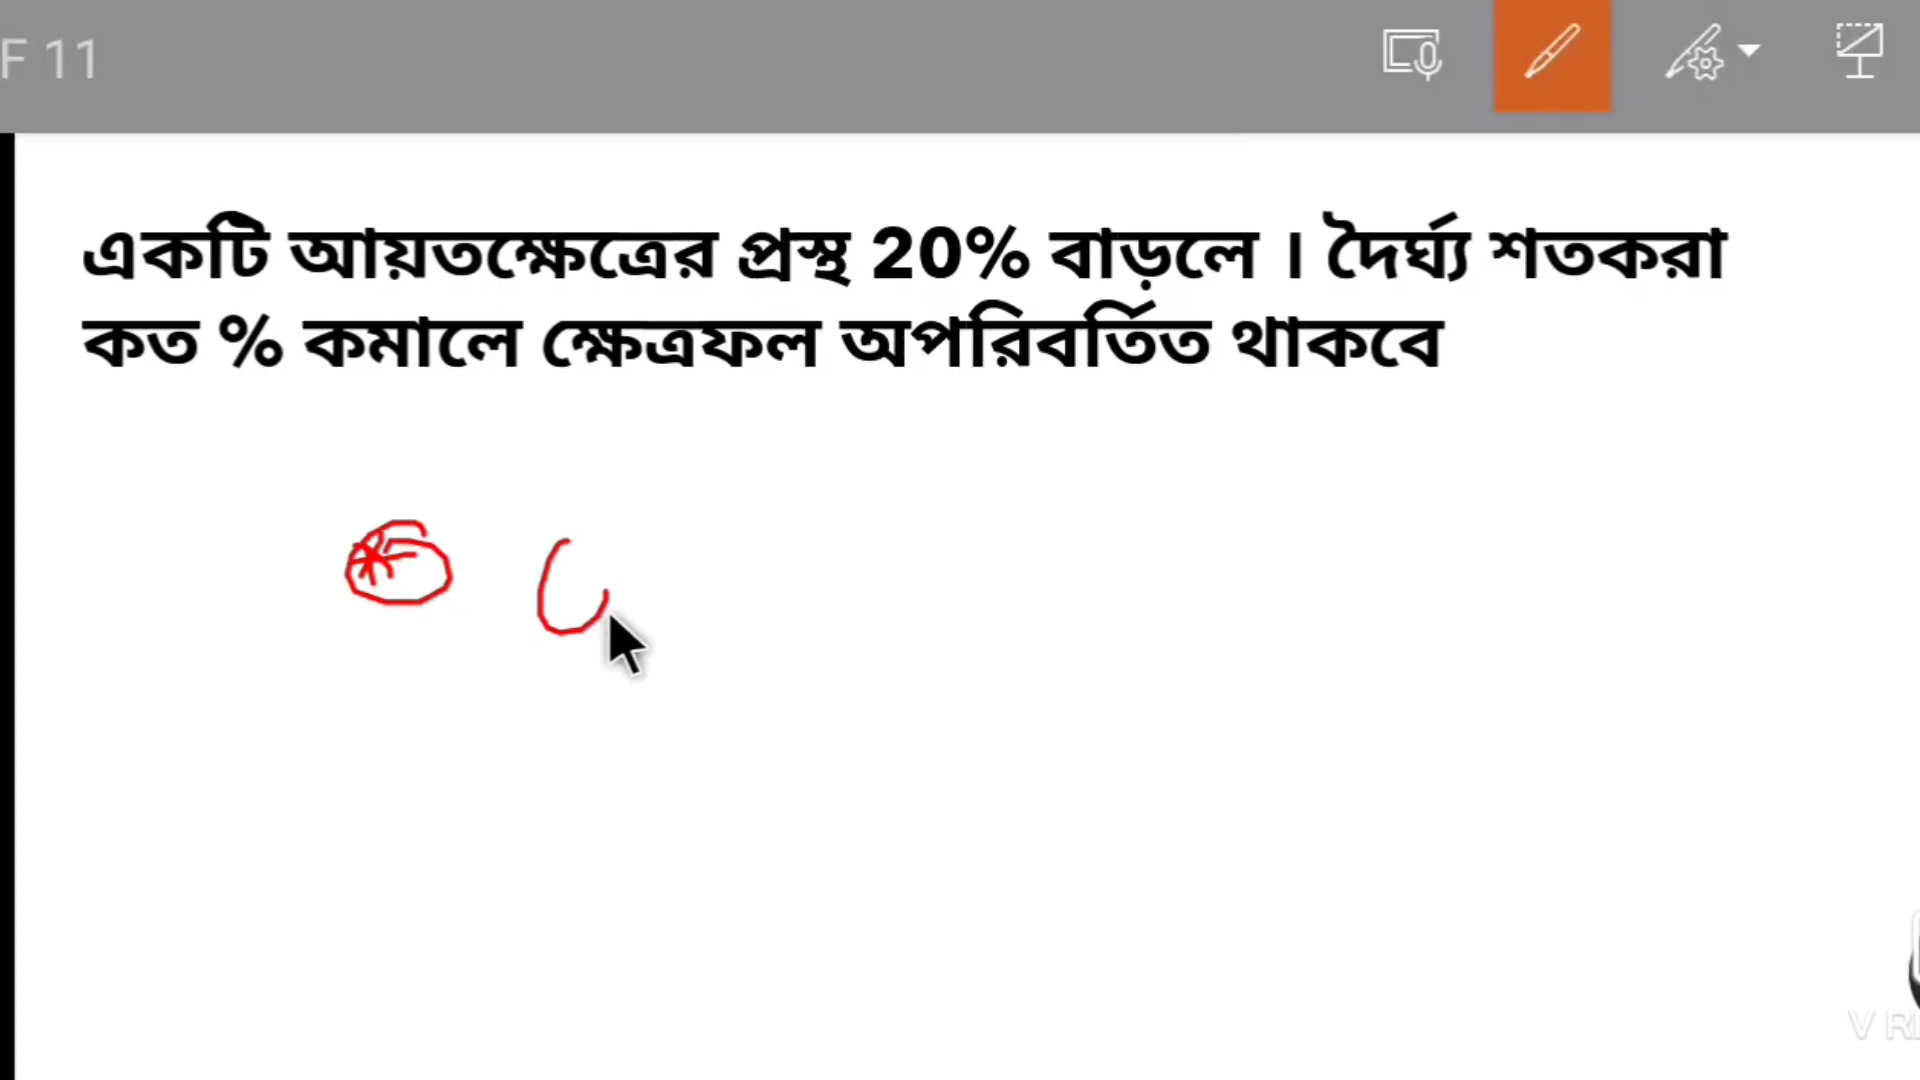 F 11
একটি আয়তক্ষেত্রের প্রস্থ 20% বাড়লে । দৈর্ঘ্য শতকরা
কত % কমালে ক্ষেত্রফল অপরিবর্তিত থাকবে